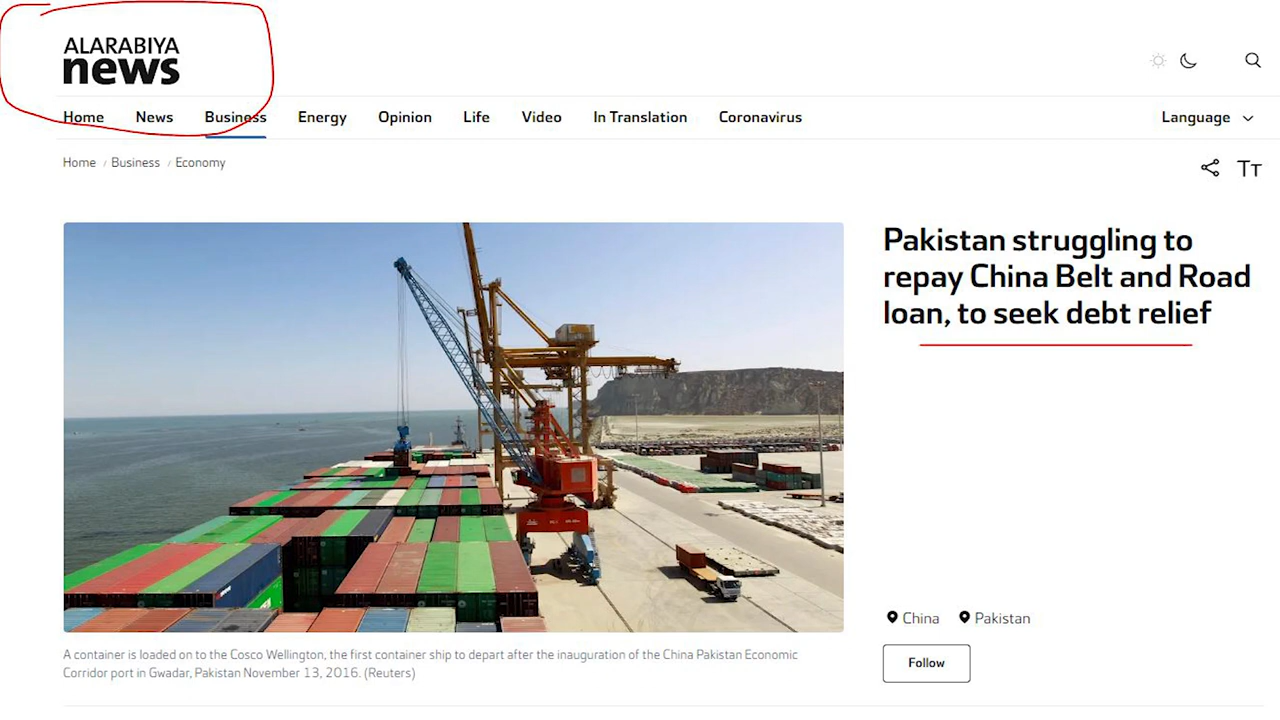 ALARABIYA
news
Home News Business Energy Opinion Life Video In Translation Coronavirus Language
Home / Business / Economy
TT
Pakistan struggling to
repay China Belt and Road
loan, to seek debt relief
China Pakistan
A container is loaded on to the Cosco Wellington, the first container ship to depart after the inauguration of the China Pakistan Economic
Corridor port in Gwadar, Pakistan November 13, 2016. (Reuters)
Follow